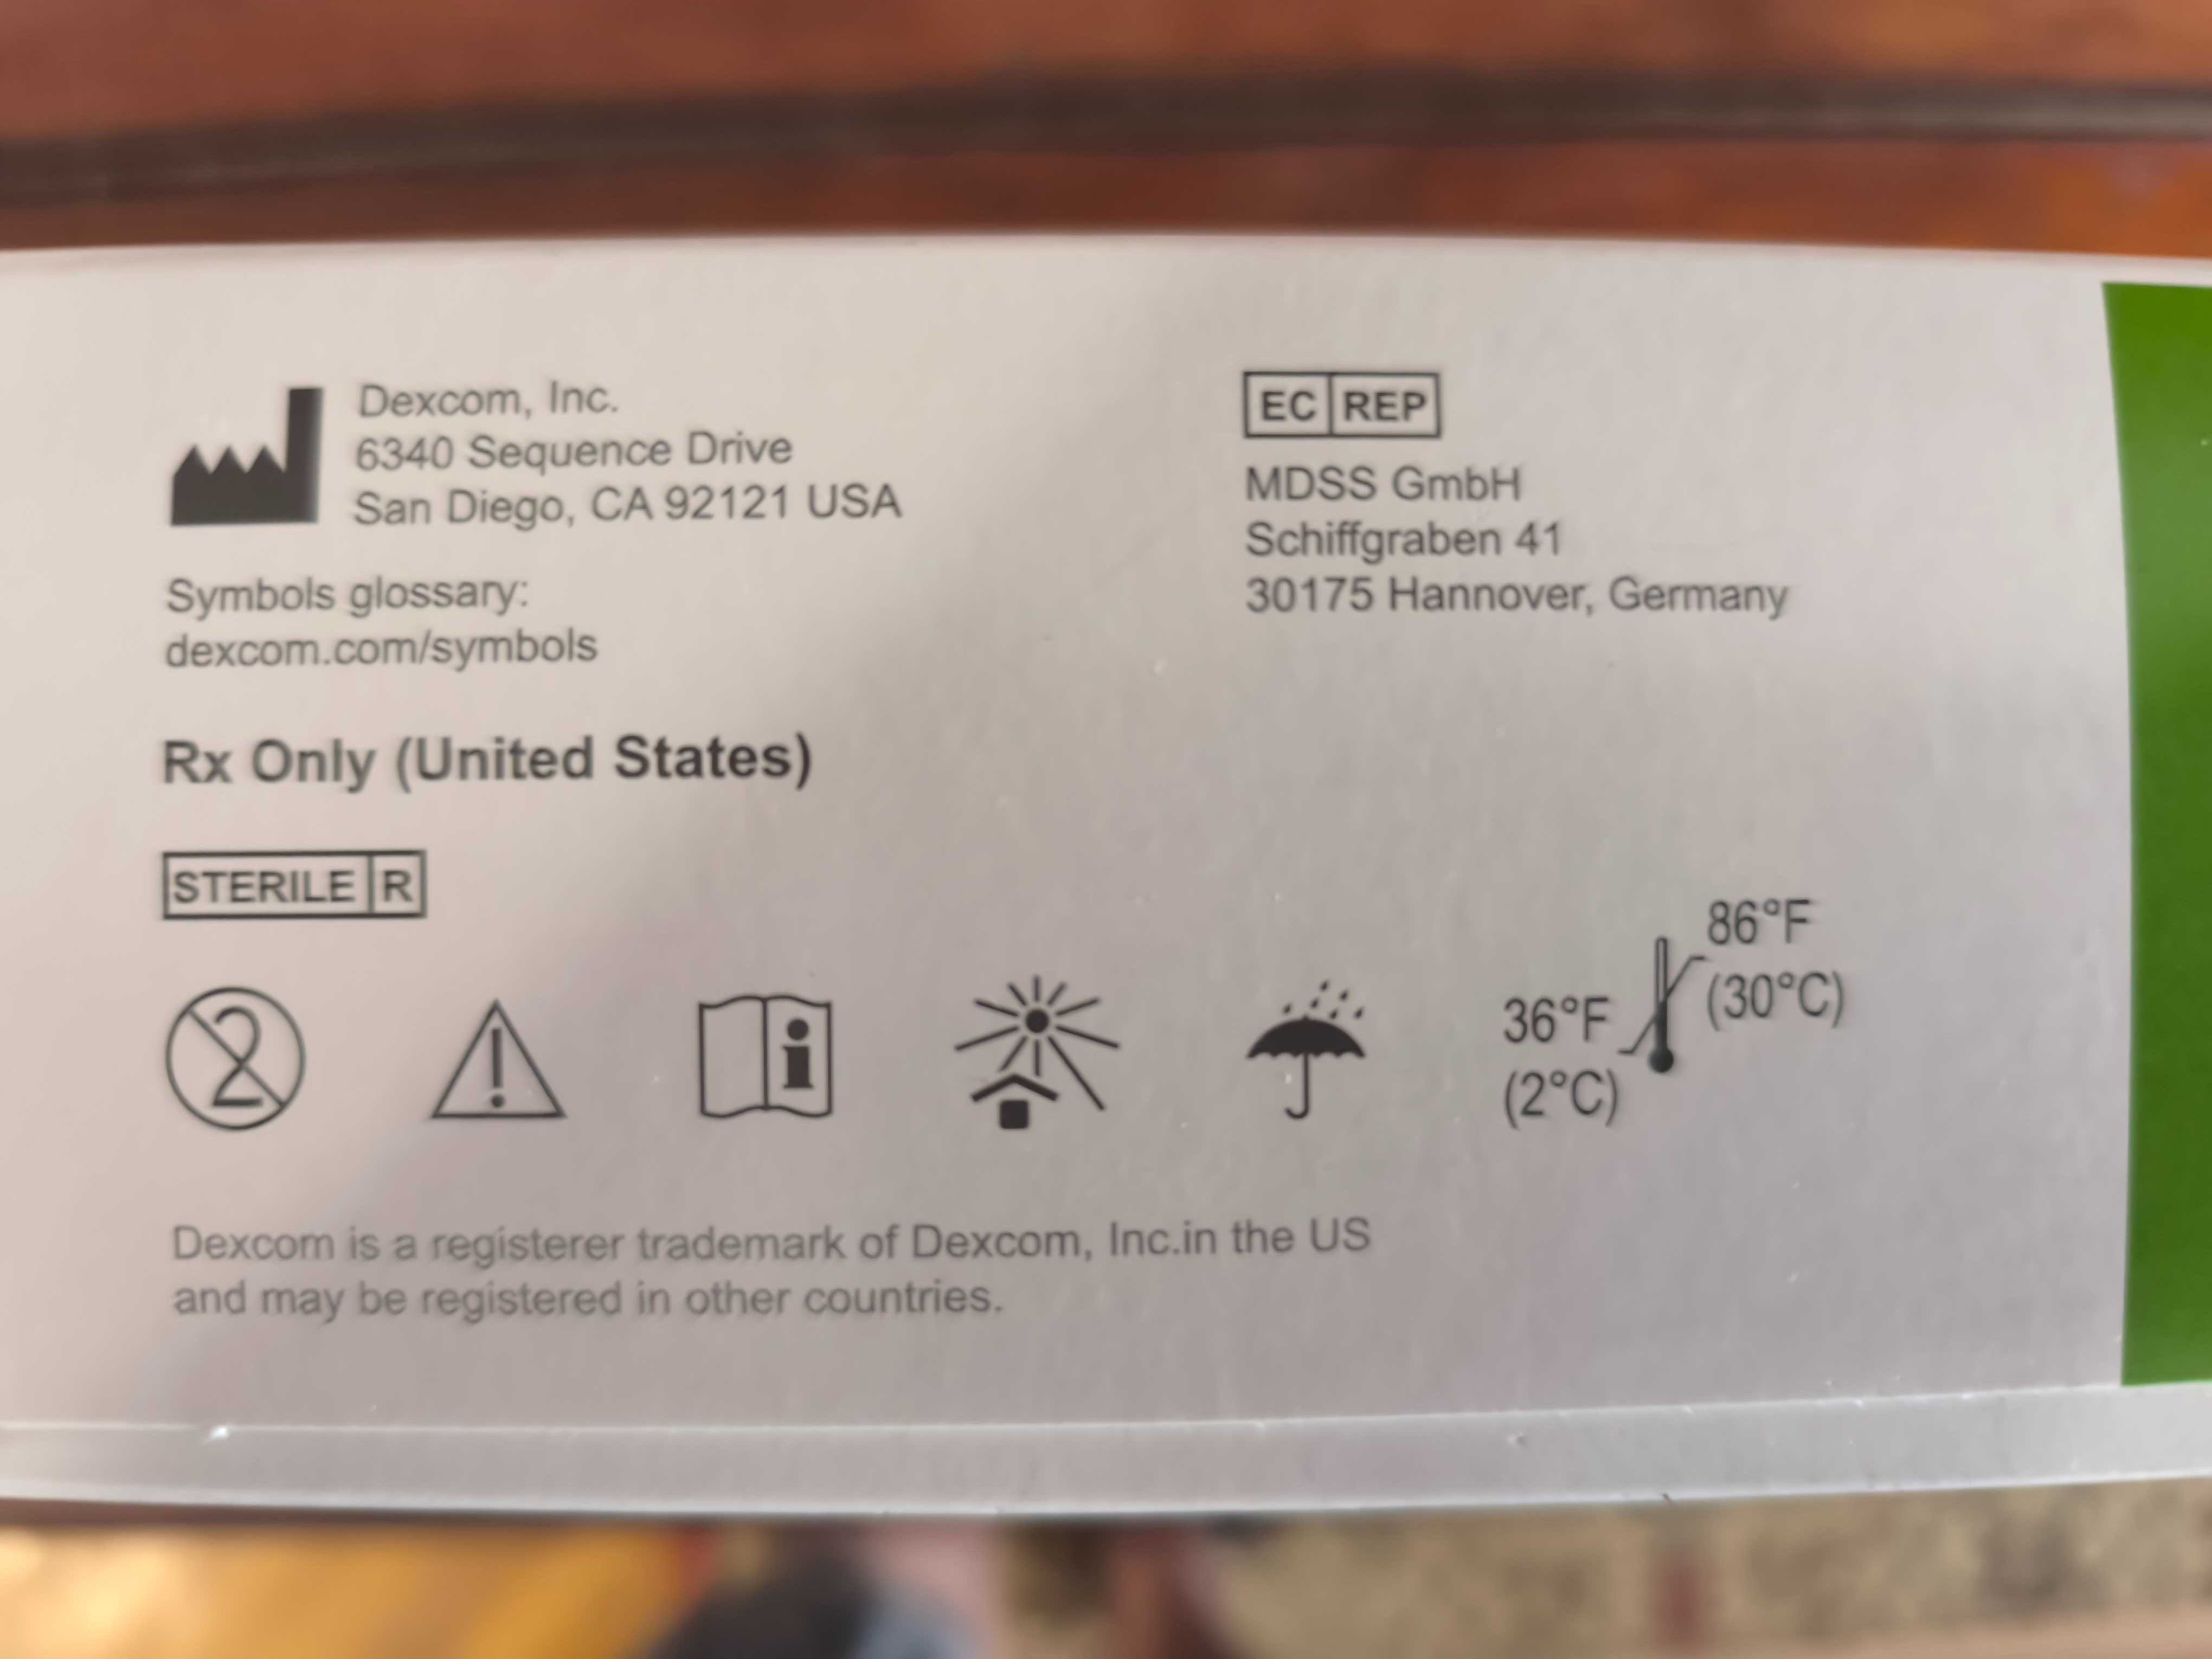 Dexcom, Inc.
6340 Sequence Drive
San Diego, CA 92121 USA
Symbols glossary:
dexcom.com/symbols
EC REP
MDSS GmbH
Schiffgraben 41
30175 Hannover, Germany
Rx Only (United States)
STERILE R
2
36°F
(2°C)
86°F
(30°C)
Dexcom is a registerer trademark of Dexcom, Inc.in the US
and may be registered in other countries.